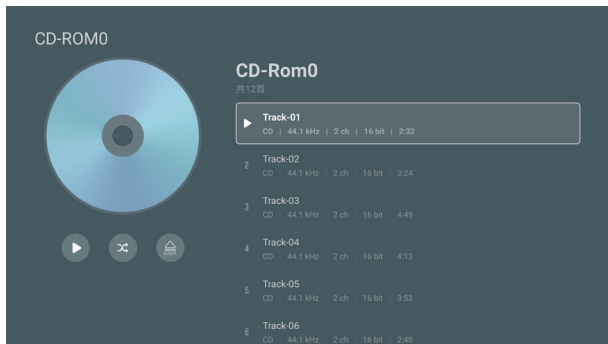 CD-ROM0
CD-Rom0
共12首
Track-01
CD | 44.1 kHz | 2 ch | 16 bit | 2:32
2 Track-02
CD | 44.1 kHz | 2 ch | 16 bit | 3:24
3 Track-03
CD | 44.1 kHz | 2 ch | 16 bit | 4:49
4 Track-04
CD | 44.1 kHz | 2 ch | 16 bit | 4:13
EJECT
5 Track-05
CD | 44.1 kHz | 2 ch | 16 bit | 3:53
6 Track-06
CD | 44.1 kHz | 2 ch | 16 bit | 2:40